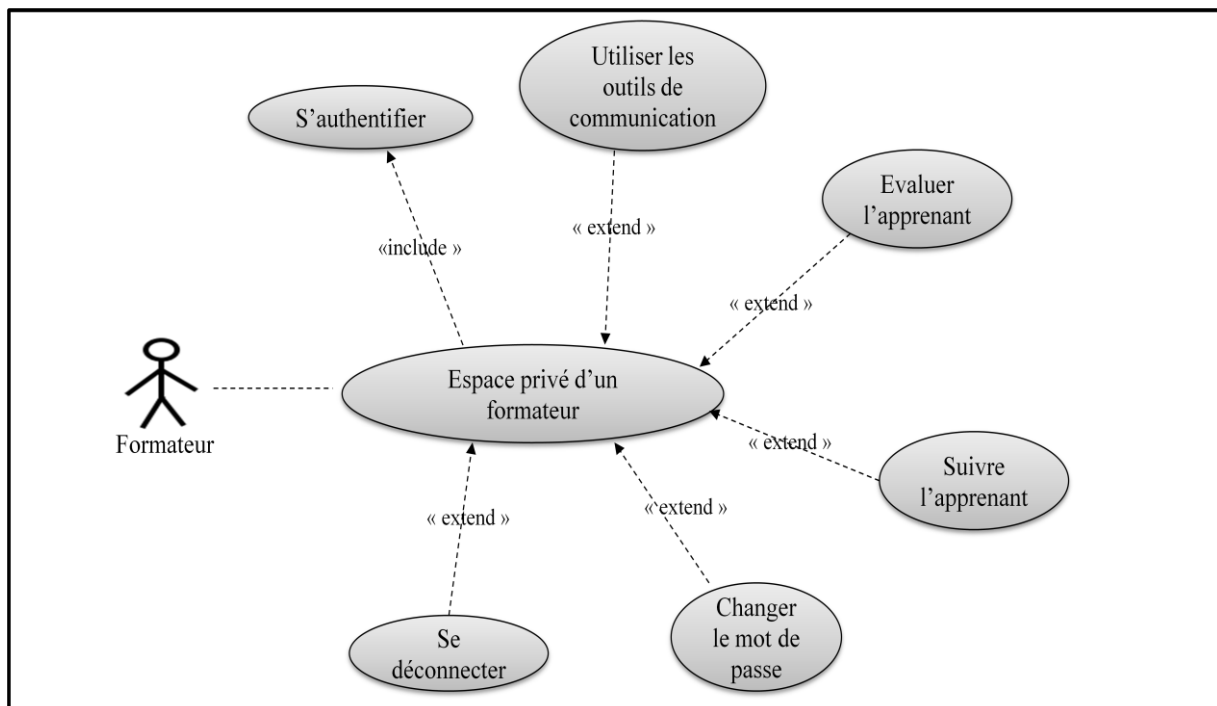 Utiliser les
outils de
communication
S'authentifier
Evaluer
l'apprenant
« extend »
«include »
« extend »
Espace privé d'un
formateur
Formateur
« extend »
Suivre
l'apprenant
« extend »
« extend »
Changer
le mot de
passe
Se
déconnecter